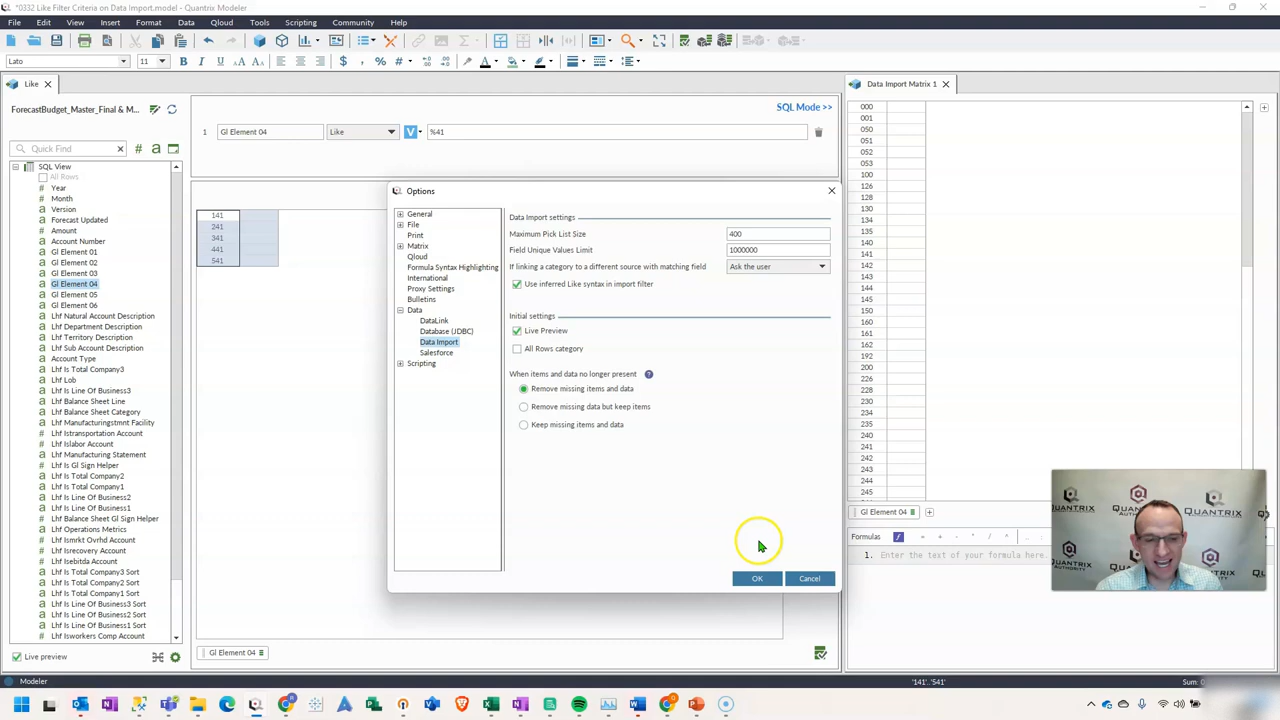 *0332 Like Filter Criteria on Data Import.model - Quantrix Modeler
File Edit View Insert Format Data Qloud Tools Scripting Community Help
Lato 11
Like
Data Import Matrix 1
ForecastBudget_Master_Final & M...
SQL Mode >>
1 Gl Element 04 Like V %41
Quick Find
SQL View
All Rows
Year
Month
Version
Forecast Updated
Amount
Account Number
Gl Element 01
Gl Element 02
Gl Element 03
Gl Element 04
Gl Element 05
Gl Element 06
Lhf Natural Account Description
Lhf Department Description
Lhf Territory Description
Lhf Sub Account Description
Account Type
Lhf Is Total Company3
Lhf Lob
Lhf Is Line Of Business3
Lhf Balance Sheet Line
Lhf Balance Sheet Category
Lhf Manufacturingstmnt Facility
Lhf Istransportation Account
Lhf Islabor Account
Lhf Manufacturing Statement
Lhf Is Gl Sign Helper
Lhf Is Total Company2
Lhf Is Total Company1
Lhf Is Line Of Business2
Lhf Is Line Of Business1
Lhf Balance Sheet Gl Sign Helper
Lhf Operations Metrics
Lhf Ismrkt Ovrhd Account
Lhf Isrecovery Account
Lhf Isebitda Account
Lhf Is Total Company3 Sort
Lhf Is Total Company2 Sort
Lhf Is Total Company1 Sort
Lhf Is Line Of Business3 Sort
Lhf Is Line Of Business2 Sort
Lhf Is Line Of Business1 Sort
Lhf Isworkers Comp Account
Live preview
141
241
341
441
541
Gl Element 04
Options
General
File
Print
Matrix
Qloud
Formula Syntax Highlighting
International
Proxy Settings
Bulletins
Data
DataLink
Database (JDBC)
Data Import
Salesforce
Scripting
Data Import settings
Maximum Pick List Size 400
Field Unique Values Limit 1000000
If linking a category to a different source with matching field Ask the user
Use inferred Like syntax in import filter
Initial settings
Live Preview
All Rows category
When items and data no longer present ?
Remove missing items and data
Remove missing data but keep items
Keep missing items and data
OK Cancel
000
001
050
051
052
053
100
126
128
130
134
140
141
142
144
145
160
161
162
200
226
228
230
234
240
241
242
243
244
245
Gl Element 04
Formulas
1. Enter the text of your formula here.
QUANTRIX
AUTHORITY
Modeler
'141'..'541'
Sum: